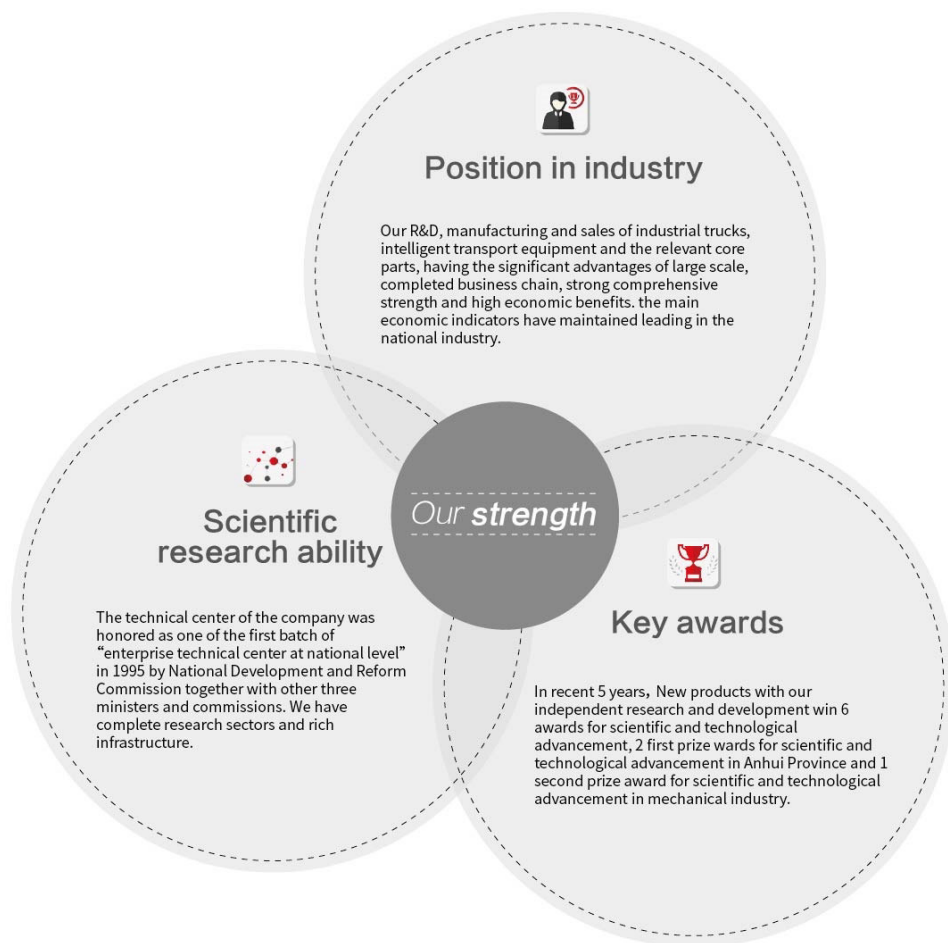 Position in industry
Our R&D, manufacturing and sales of industrial trucks,
intelligent transport equipment and the relevant core
parts, having the significant advantages of large scale,
completed business chain, strong comprehensive
strength and high economic benefits. the main
economic indicators have maintained leading in the
national industry.
Our strength
Scientific
research ability
The technical center of the company was
honored as one of the first batch of
“enterprise technical center at national level”
in 1995 by National Development and Reform
Commission together with other three
ministers and commissions. We have
complete research sectors and rich
infrastructure.
Key awards
In recent 5 years, New products with our
independent research and development win 6
awards for scientific and technological
advancement, 2 first prize wards for scientific and
technological advancement in Anhui Province and 1
second prize award for scientific and technological
advancement in mechanical industry.